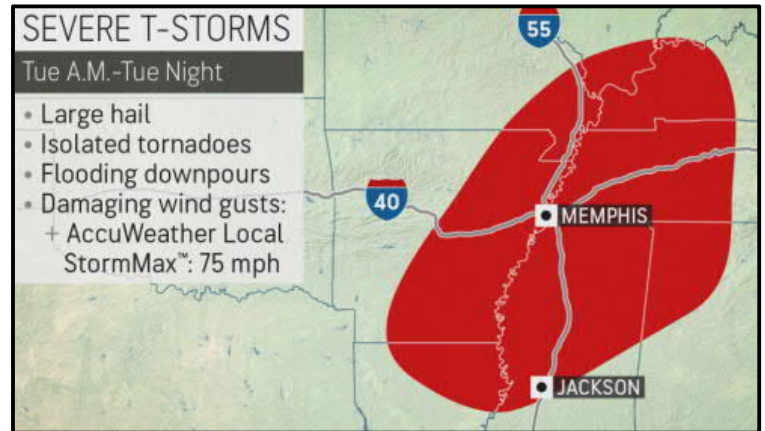 SEVERE T-STORMS
Tue A.M.-Tue Night
• Large hail
• Isolated tornadoes
• Flooding downpours
• Damaging wind gusts:
+ AccuWeather Local
StormMax™: 75 mph
55
40
MEMPHIS
JACKSON